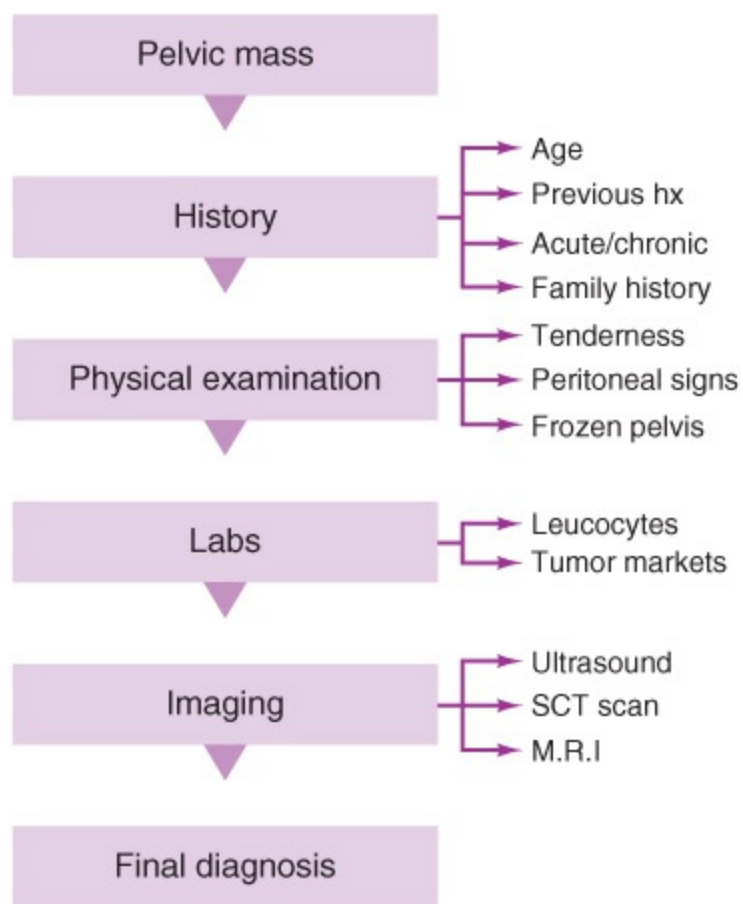 Pelvic mass
History
Age
Previous hx
Acute/chronic
Family history
Physical examination
Tenderness
Peritoneal signs
Frozen pelvis
Labs
Leucocytes
Tumor markets
Imaging
Ultrasound
SCT scan
M.R.I
Final diagnosis